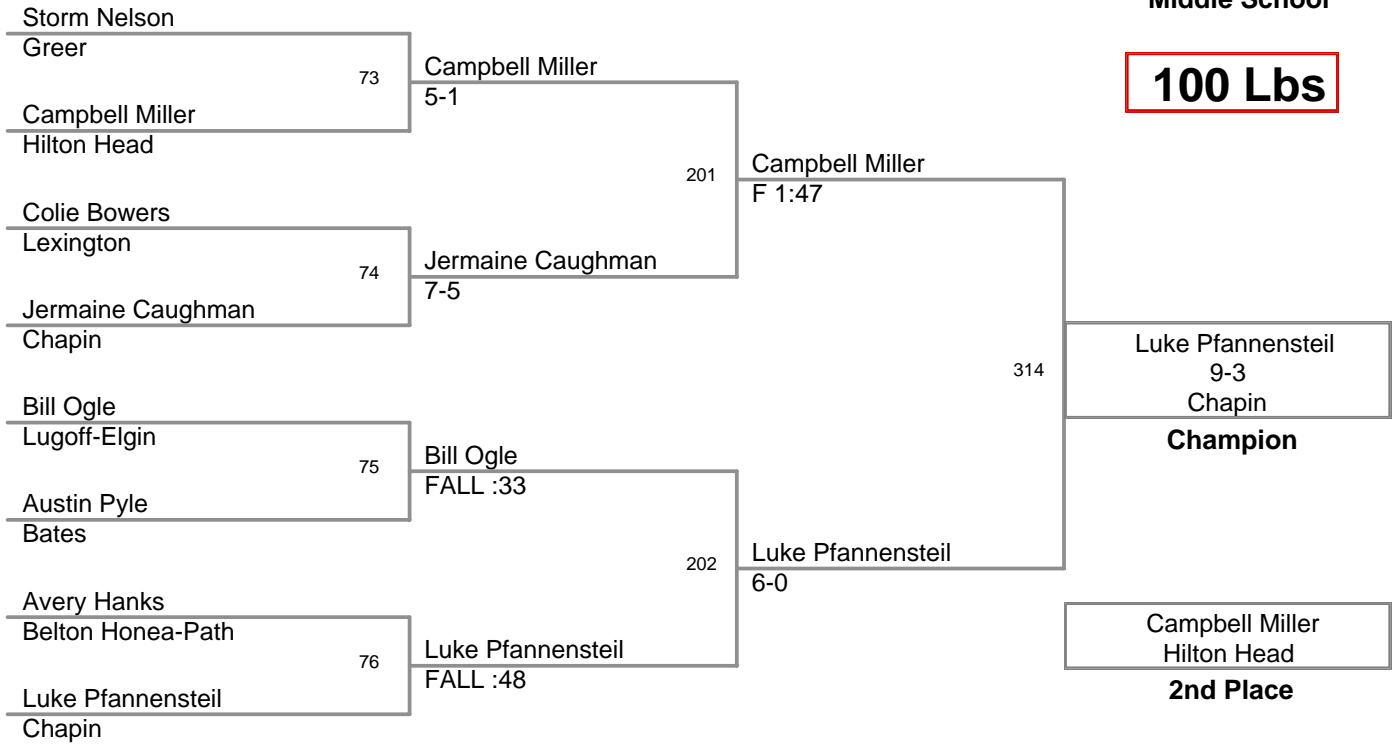 Middle School
100 Lbs
Storm Nelson
Greer
73
Campbell Miller
5-1
Campbell Miller
Hilton Head
201
Campbell Miller
F 1:47
Colie Bowers
Lexington
74
Jermaine Caughman
7-5
Jermaine Caughman
Chapin
314
Luke Pfannensteil
9-3
Chapin
Champion
Bill Ogle
Lugoff-Elgin
75
Bill Ogle
FALL :33
Austin Pyle
Bates
202
Luke Pfannensteil
6-0
Avery Hanks
Belton Honea-Path
76
Luke Pfannensteil
FALL :48
Luke Pfannensteil
Chapin
Campbell Miller
Hilton Head
2nd Place